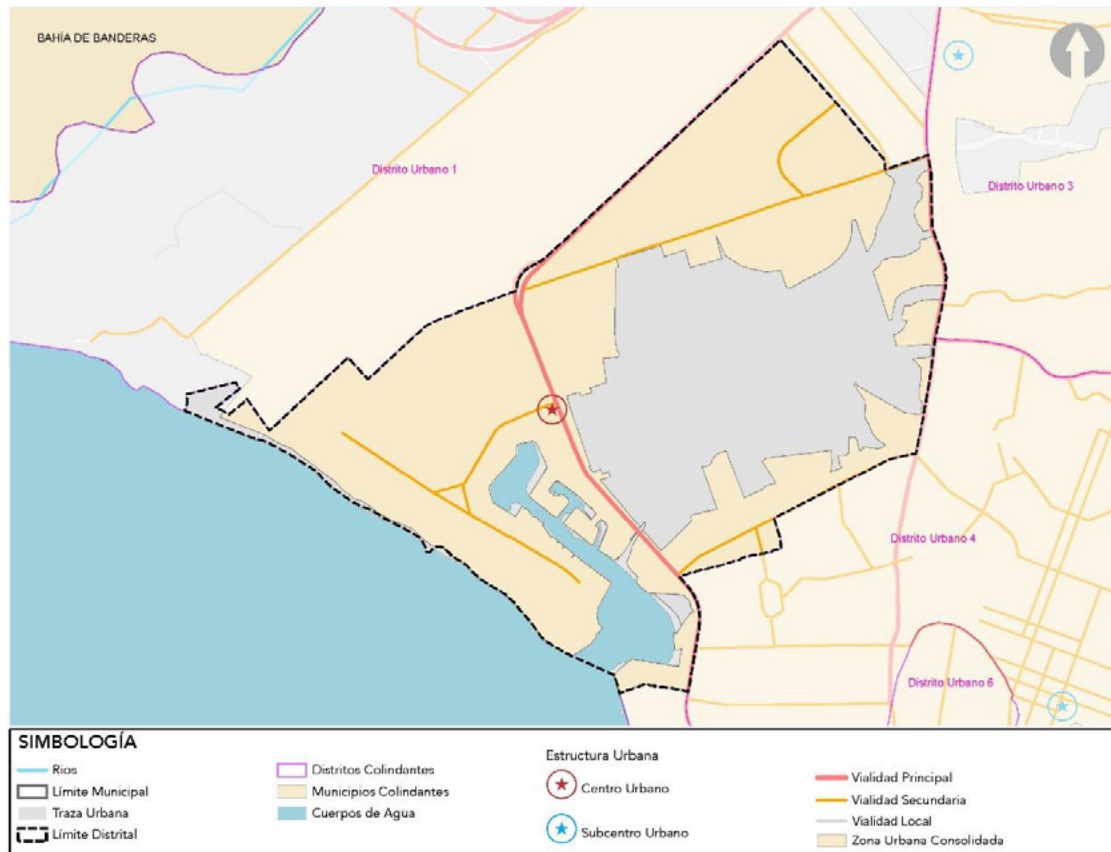 BAHÍA DE BANDERAS
Distrito Urbano 1
Distrito Urbano 3
Distrito Urbano 4
Distrito Urbano 6
SIMBOLOGÍA
Rios
Límite Municipal
Traza Urbana
Límite Distrital
Distritos Colindantes
Municipios Colindantes
Cuerpos de Agua
Estructura Urbana
Centro Urbano
Subcentro Urbano
Vialidad Principal
Vialidad Secundaria
Vialidad Local
Zona Urbana Consolidada